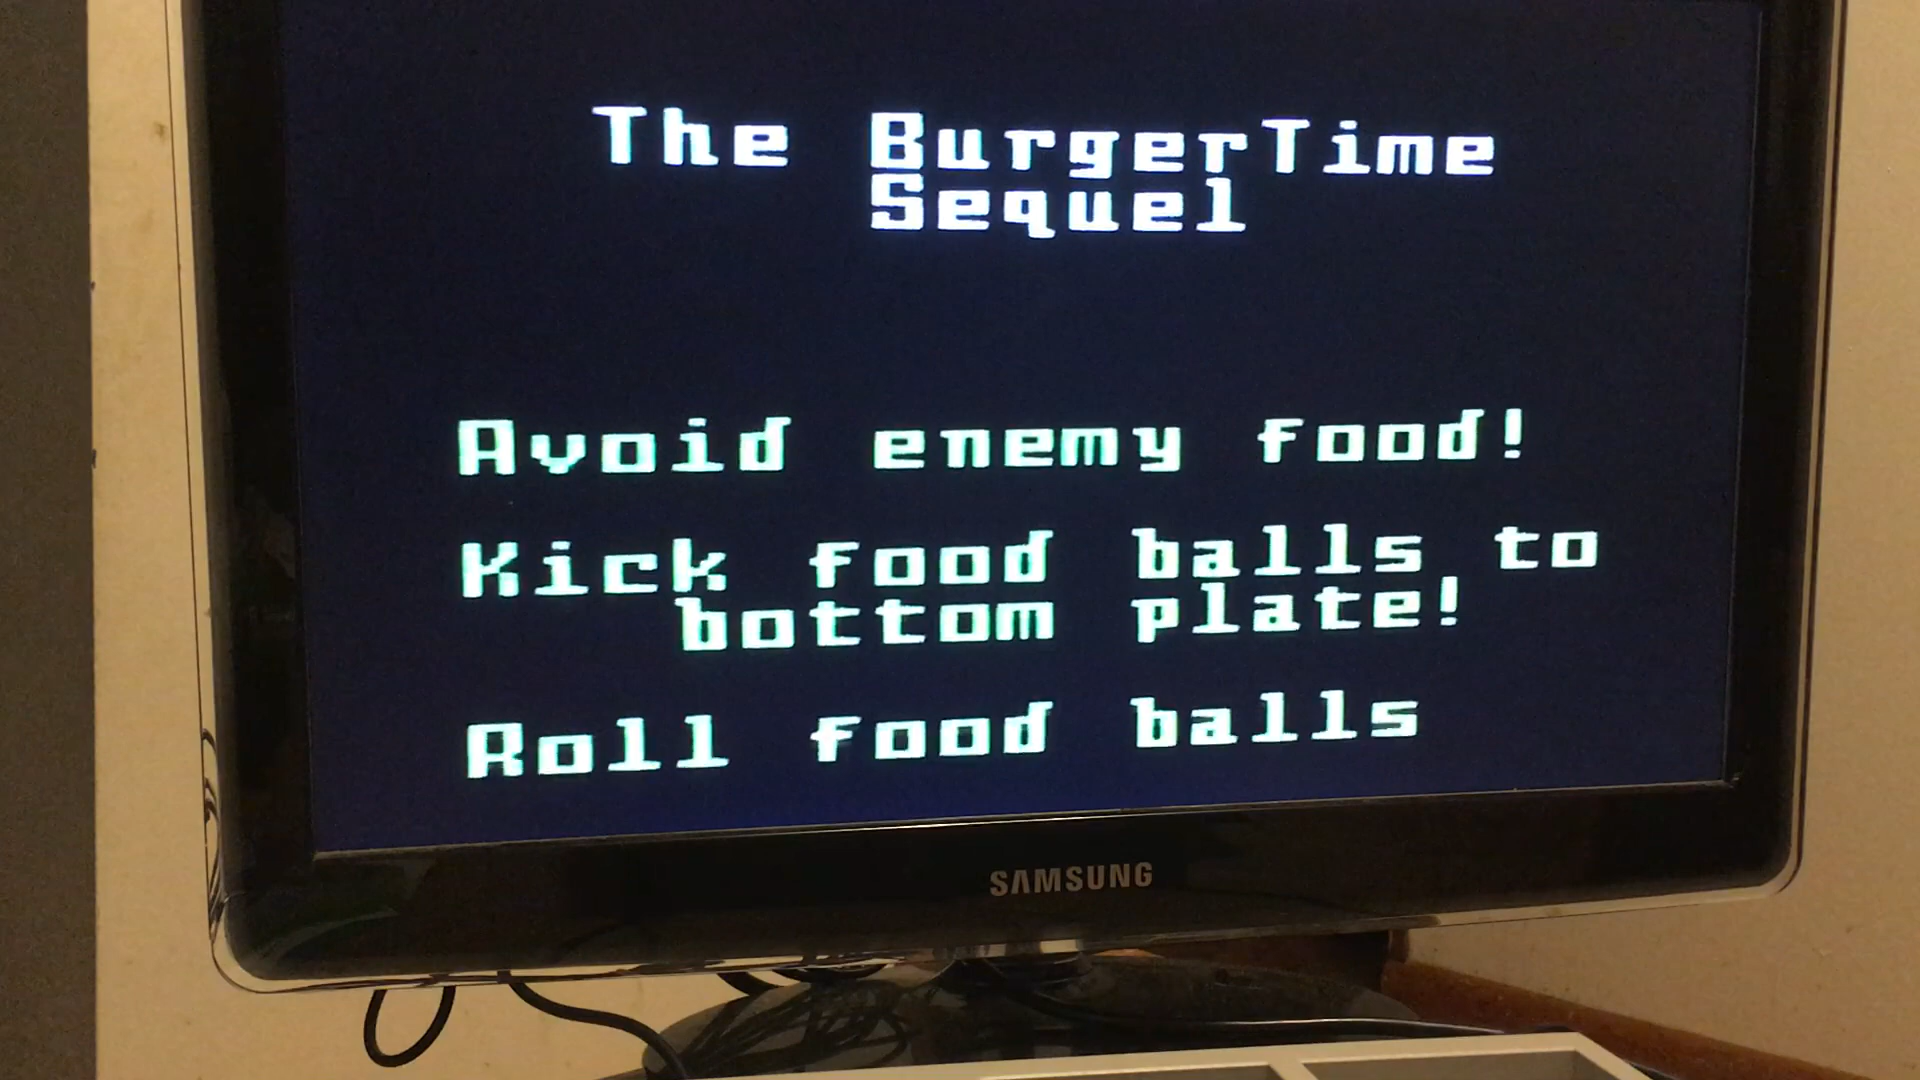 The BurgerTime
Sequel
Avoid enemy food!
Kick food balls to
bottom plate!
Roll food balls
SAMSUNG